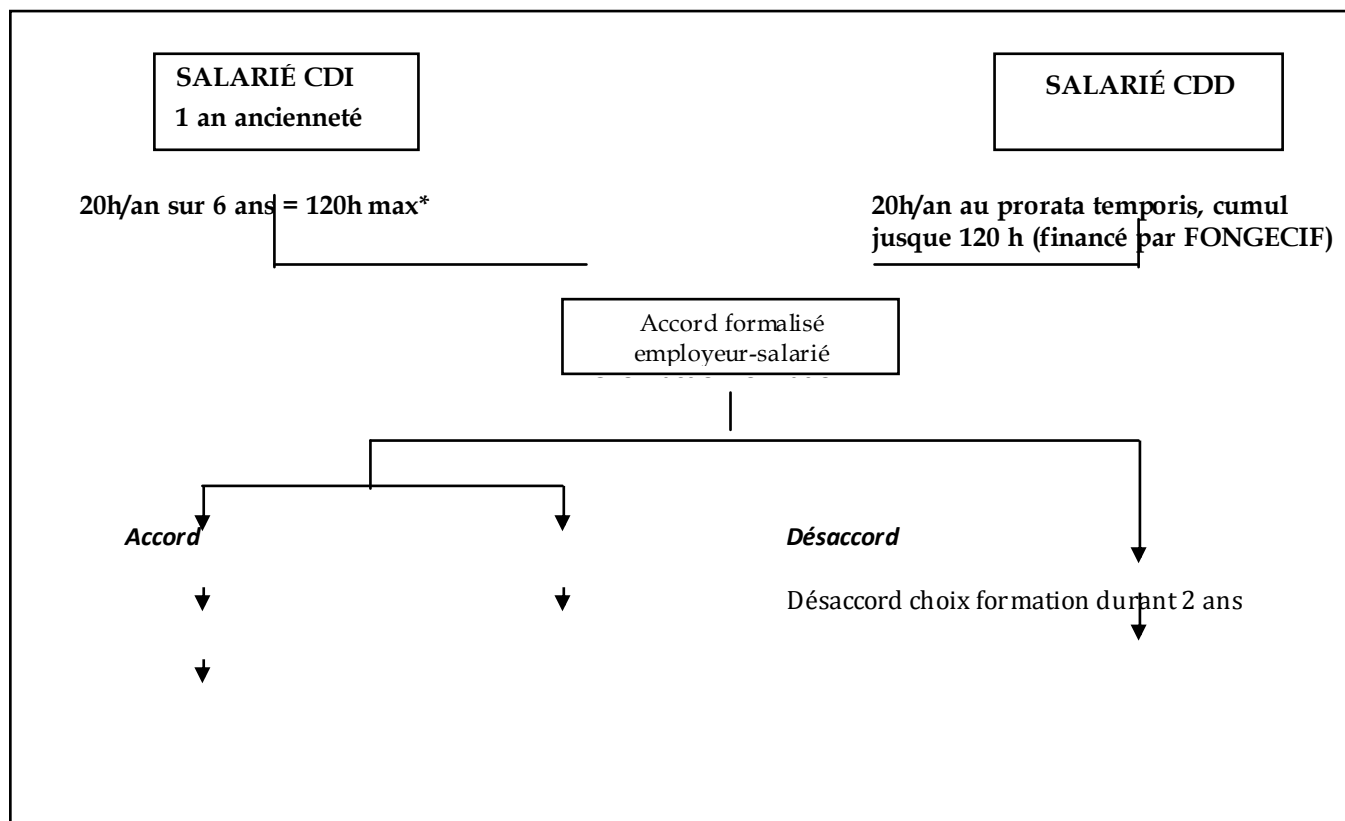 SALARIÉ CDI
1 an ancienneté
SALARIÉ CDD
20h/an sur 6 ans = 120h max*
20h/an au prorata temporis, cumul
jusque 120 h (financé par FONGECIF)
Accord formalisé
employeur-salarié
Accord
Désaccord
Désaccord choix formation durant 2 ans